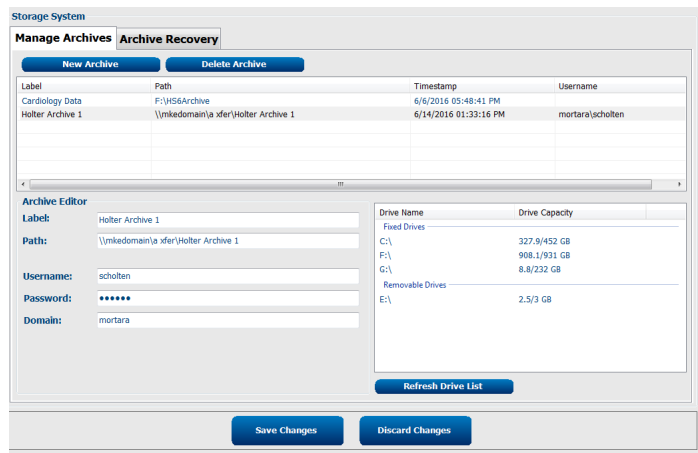 Storage System
Manage Archives Archive Recovery
New Archive Delete Archive
Label Path Timestamp Username
Cardiology Data F:\HS6Archive 6/6/2016 05:48:41 PM
Holter Archive 1 \\mkedomain\a xfer\Holter Archive 1 6/14/2016 01:33:16 PM mortara\scholten
Archive Editor
Label: Holter Archive 1
Path: \\mkedomain\a xfer\Holter Archive 1
Username: scholten
Password: ●●●●●●
Domain: mortara
Drive Name Drive Capacity
Fixed Drives
C:\ 327.9/452 GB
F:\ 908.1/931 GB
G:\ 8.8/232 GB
Removable Drives
E:\ 2.5/3 GB
Refresh Drive List
Save Changes Discard Changes